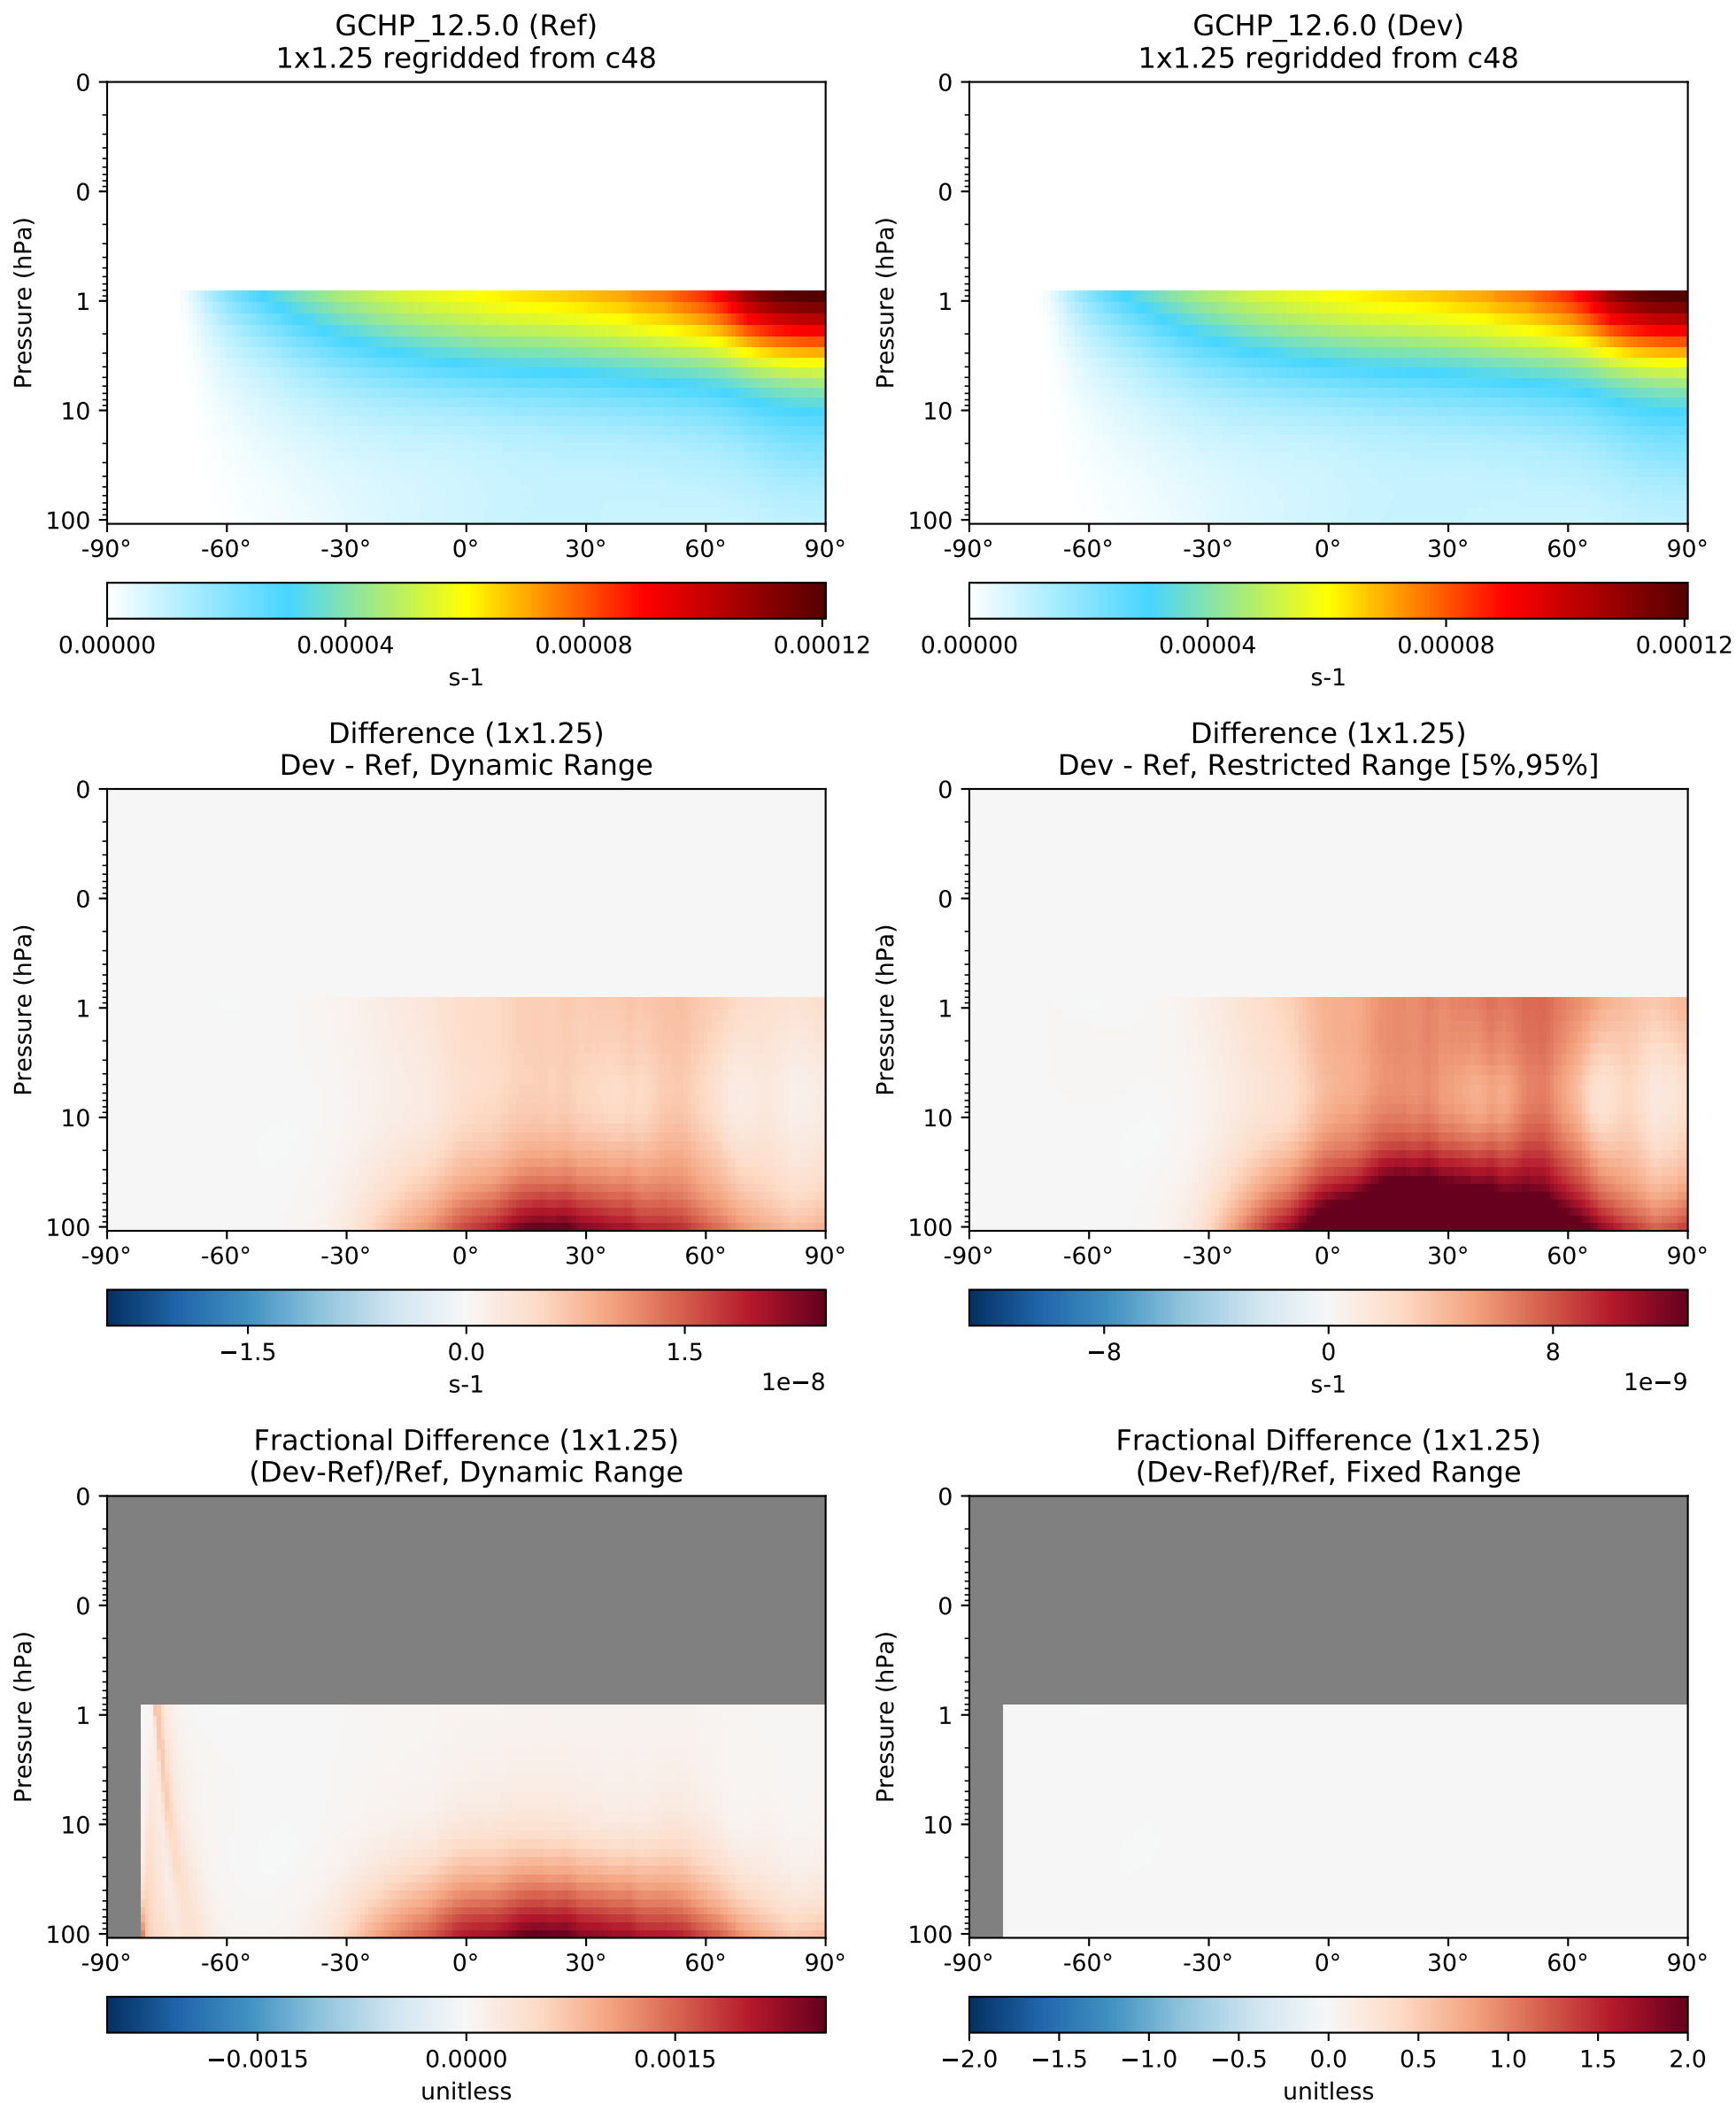 GCHP_12.5.0 (Ref)
1x1.25 regridded from c48
0
0
1
10
100
Pressure (hPa)
-90° -60° -30° 0° 30° 60° 90°
0.00000 0.00004 0.00008 0.00012
s-1
GCHP_12.6.0 (Dev)
1x1.25 regridded from c48
0
0
1
10
100
Pressure (hPa)
-90° -60° -30° 0° 30° 60° 90°
0.00000 0.00004 0.00008 0.00012
s-1
Difference (1x1.25)
Dev - Ref, Dynamic Range
0
0
1
10
100
Pressure (hPa)
-90° -60° -30° 0° 30° 60° 90°
−1.5 0.0 1.5
s-1
1e−8
Difference (1x1.25)
Dev - Ref, Restricted Range [5%,95%]
0
0
1
10
100
Pressure (hPa)
-90° -60° -30° 0° 30° 60° 90°
−8 0 8
s-1
1e−9
Fractional Difference (1x1.25)
(Dev-Ref)/Ref, Dynamic Range
0
0
1
10
100
Pressure (hPa)
-90° -60° -30° 0° 30° 60° 90°
−0.0015 0.0000 0.0015
unitless
Fractional Difference (1x1.25)
(Dev-Ref)/Ref, Fixed Range
0
0
1
10
100
Pressure (hPa)
-90° -60° -30° 0° 30° 60° 90°
−2.0 −1.5 −1.0 −0.5 0.0 0.5 1.0 1.5 2.0
unitless